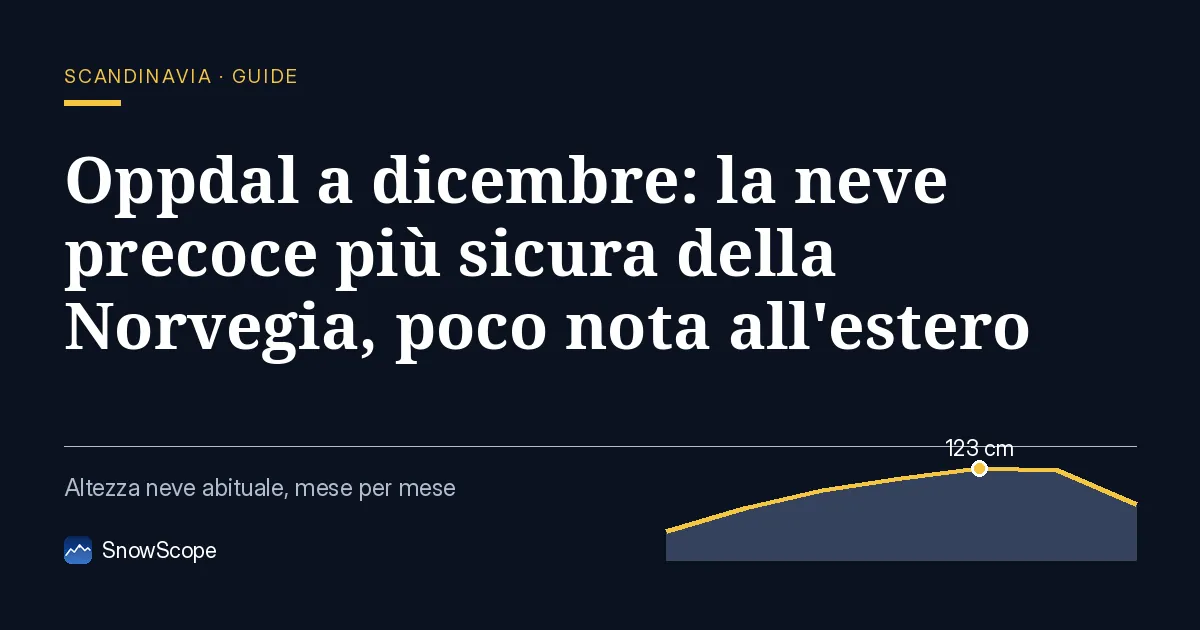 SCANDINAVIA · GUIDE
Oppdal a dicembre: la neve
precoce più sicura della
Norvegia, poco nota all'estero
123 cm
Altezza neve abituale, mese per mese
SnowScope